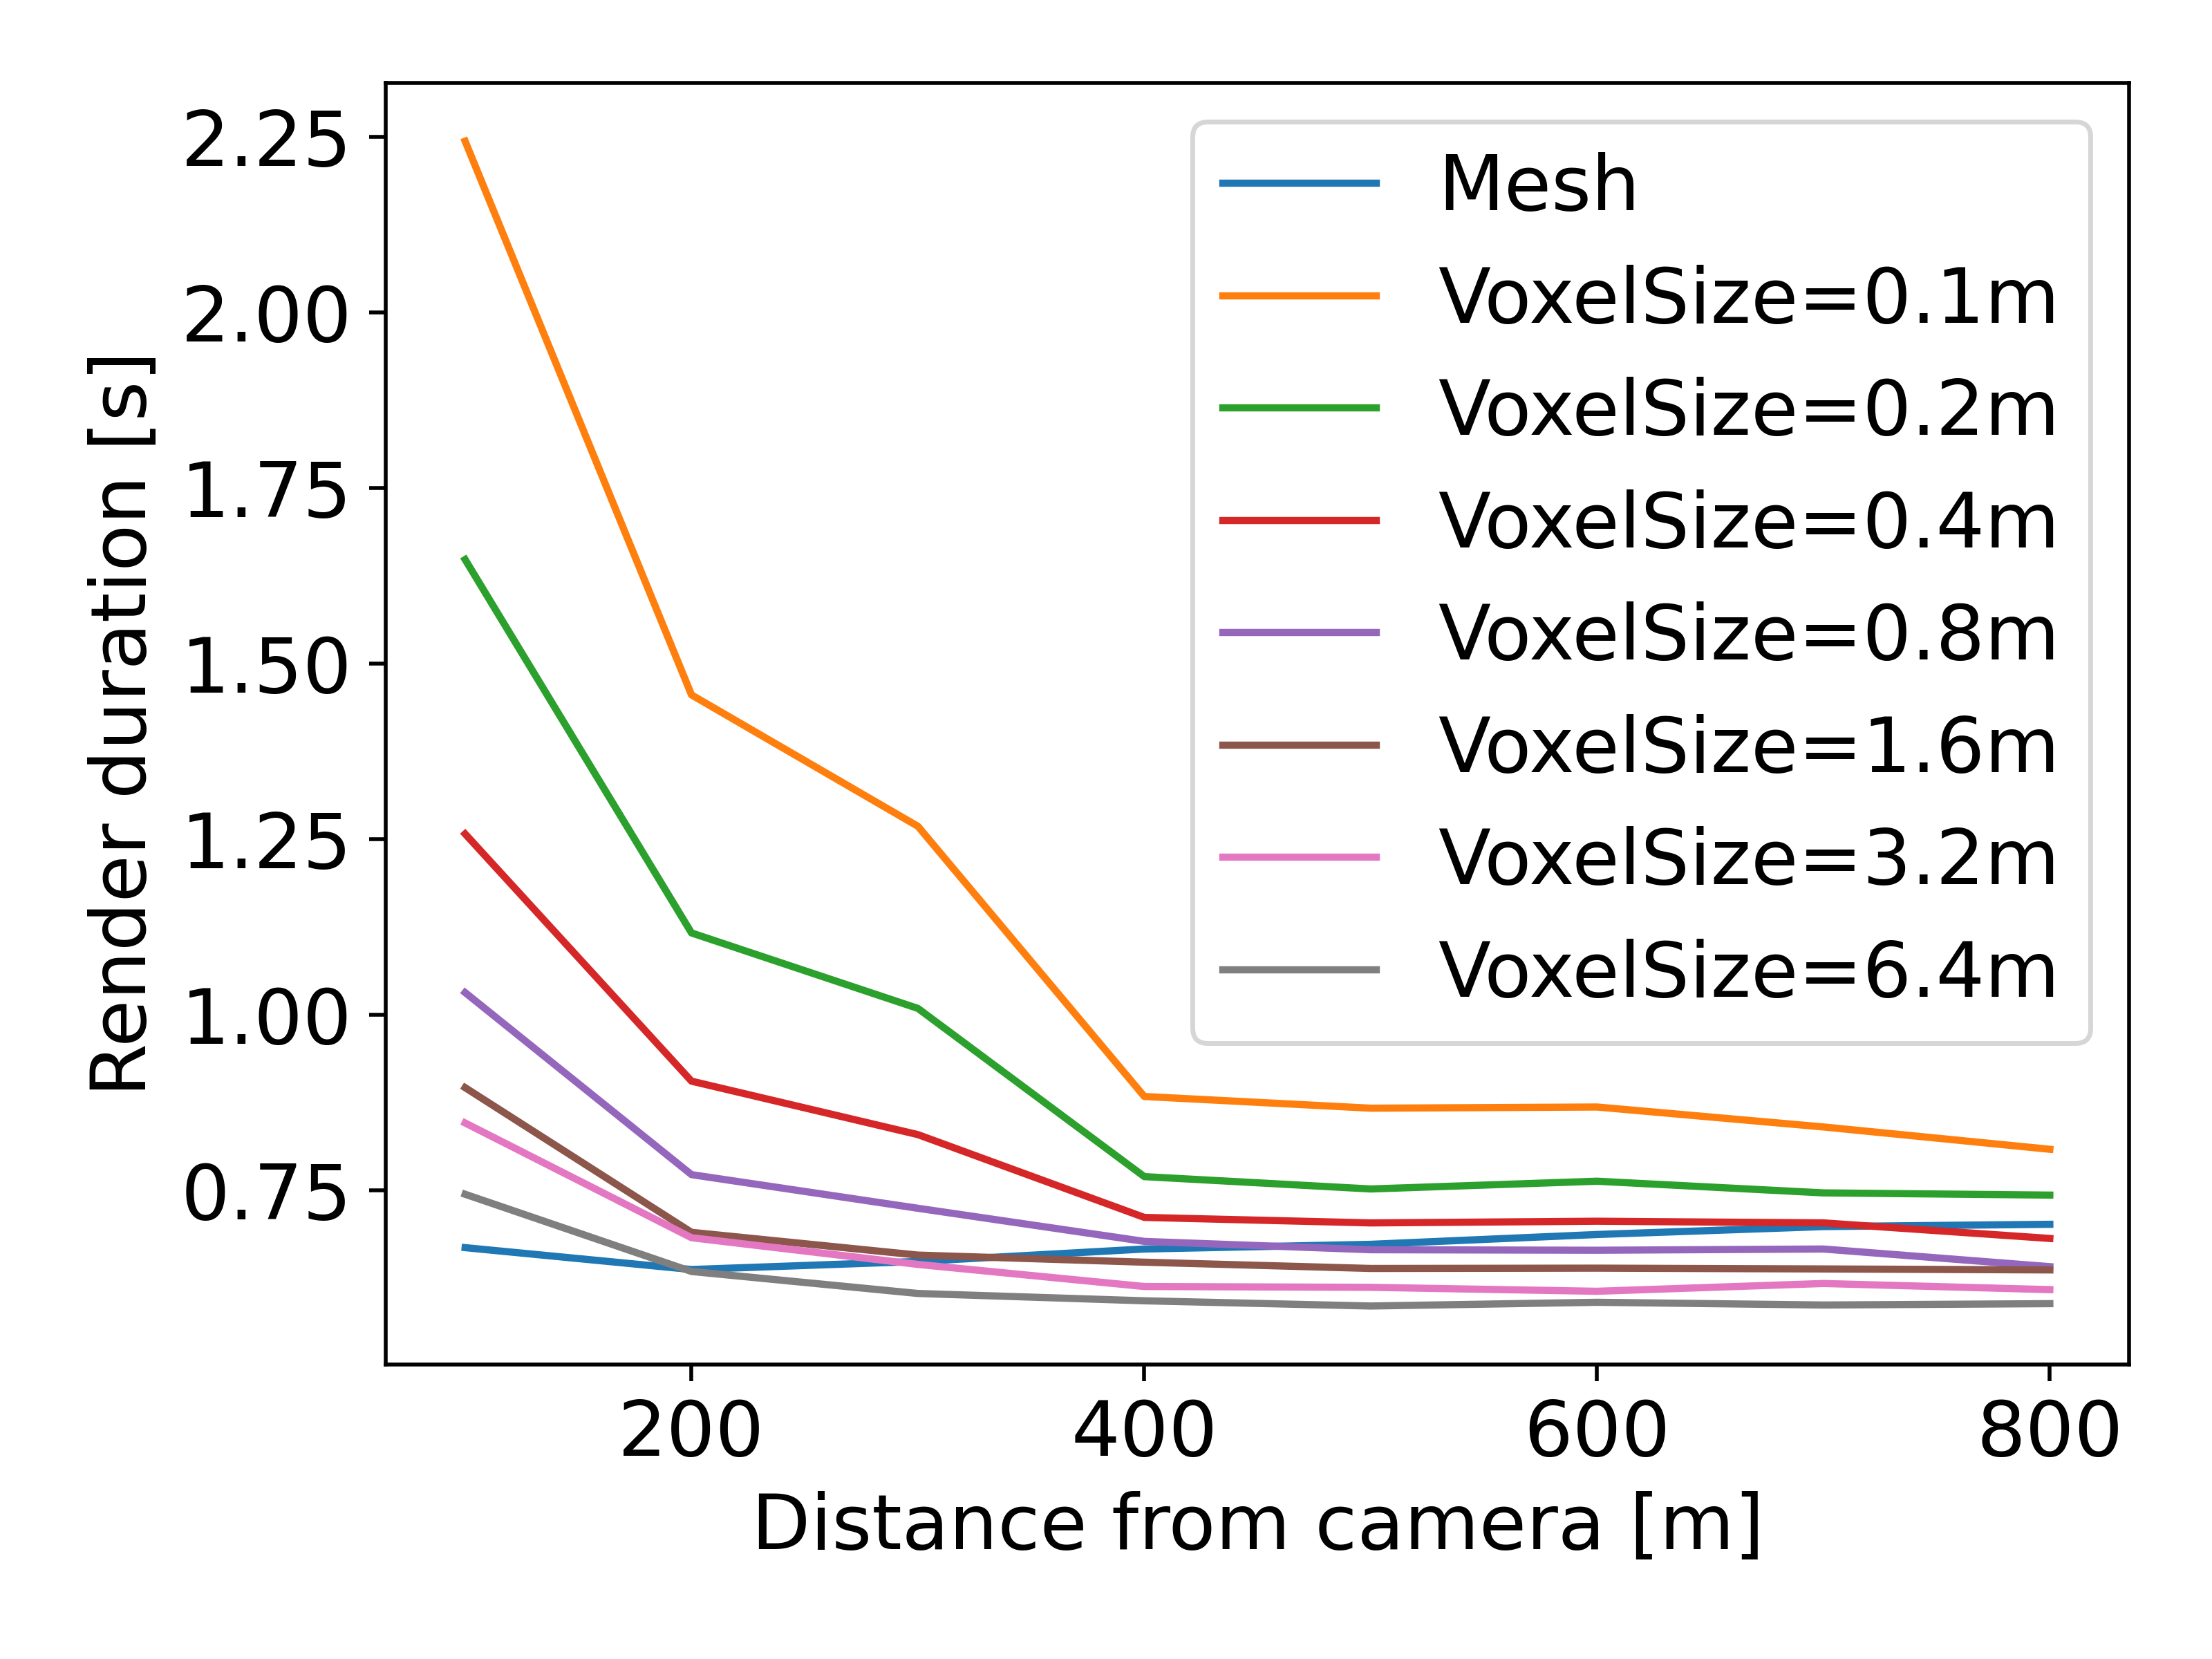 Render duration [s]
2.25
2.00
1.75
1.50
1.25
1.00
0.75
Mesh
VoxelSize=0.1m
VoxelSize=0.2m
VoxelSize=0.4m
VoxelSize=0.8m
VoxelSize=1.6m
VoxelSize=3.2m
VoxelSize=6.4m
200 400 600 800
Distance from camera [m]